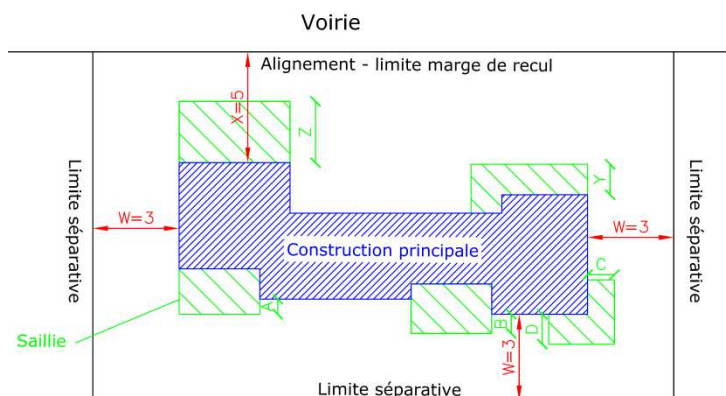 Voirie
Alignement - limite marge de recul
X=5
Z
Limite séparative
Limite séparative
Y
W=3
W=3
Construction principale
C
A
B
D
Saillie
W=3
Limite séparative